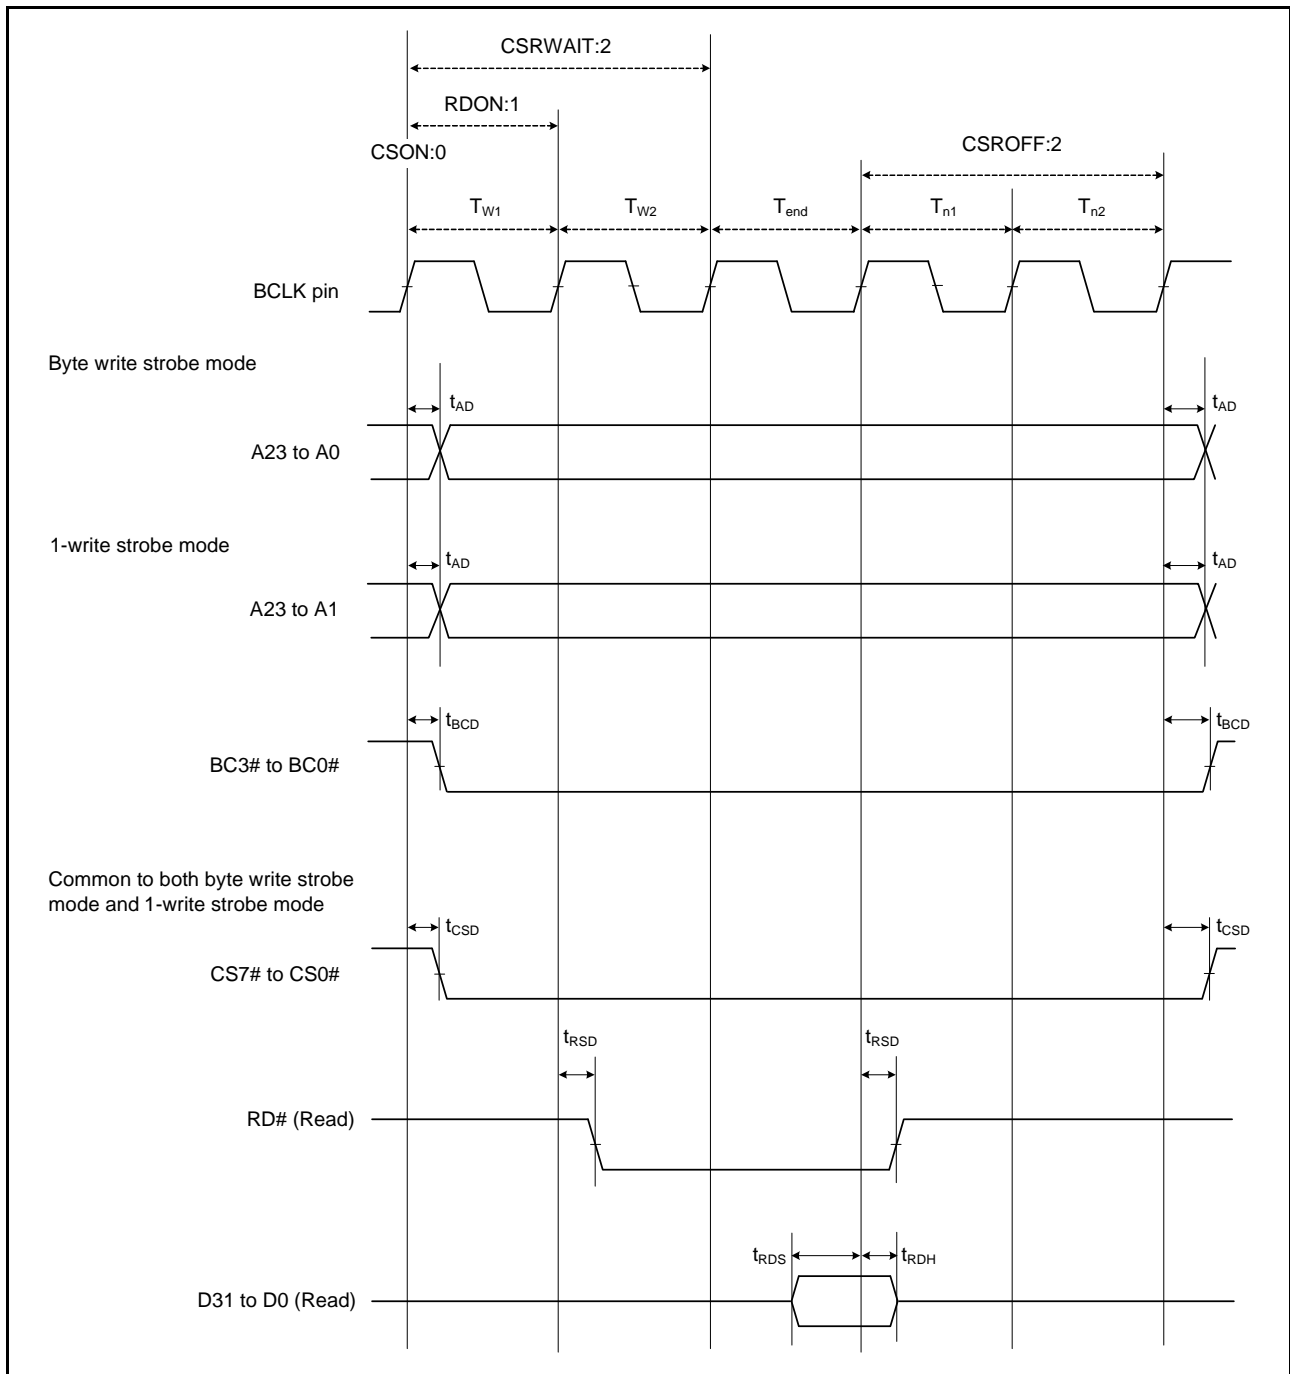 CSRWAIT:2
RDON:1
CSON:0
CSROFF:2
TW1 TW2 Tend Tn1 Tn2
BCLK pin
Byte write strobe mode
tAD tAD
A23 to A0
1-write strobe mode
tAD tAD
A23 to A1
tBCD tBCD
BC3# to BC0#
Common to both byte write strobe
mode and 1-write strobe mode
tCSD tCSD
CS7# to CS0#
tRSD tRSD
RD# (Read)
tRDS tRDH
D31 to D0 (Read)